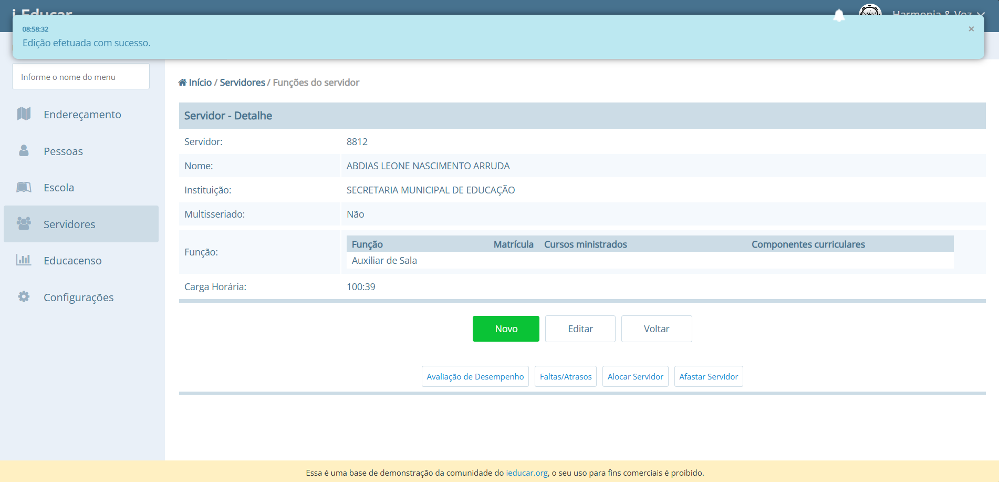 i-Educar
Harmonia & Voz
08:58:32
×
Edição efetuada com sucesso.
Informe o nome do menu
Início / Servidores / Funções do servidor
Endereçamento
Pessoas
Escola
Servidores
Educacenso
Configurações
Servidor - Detalhe
Servidor: 8812
Nome: ABDIAS LEONE NASCIMENTO ARRUDA
Instituição: SECRETARIA MUNICIPAL DE EDUCAÇÃO
Multisseriado: Não
Função:
Função Matrícula Cursos ministrados Componentes curriculares
Auxiliar de Sala
Carga Horária: 100:39
Novo Editar Voltar
Avaliação de Desempenho Faltas/Atrasos Alocar Servidor Afastar Servidor
Essa é uma base de demonstração da comunidade do ieducar.org, o seu uso para fins comerciais é proibido.